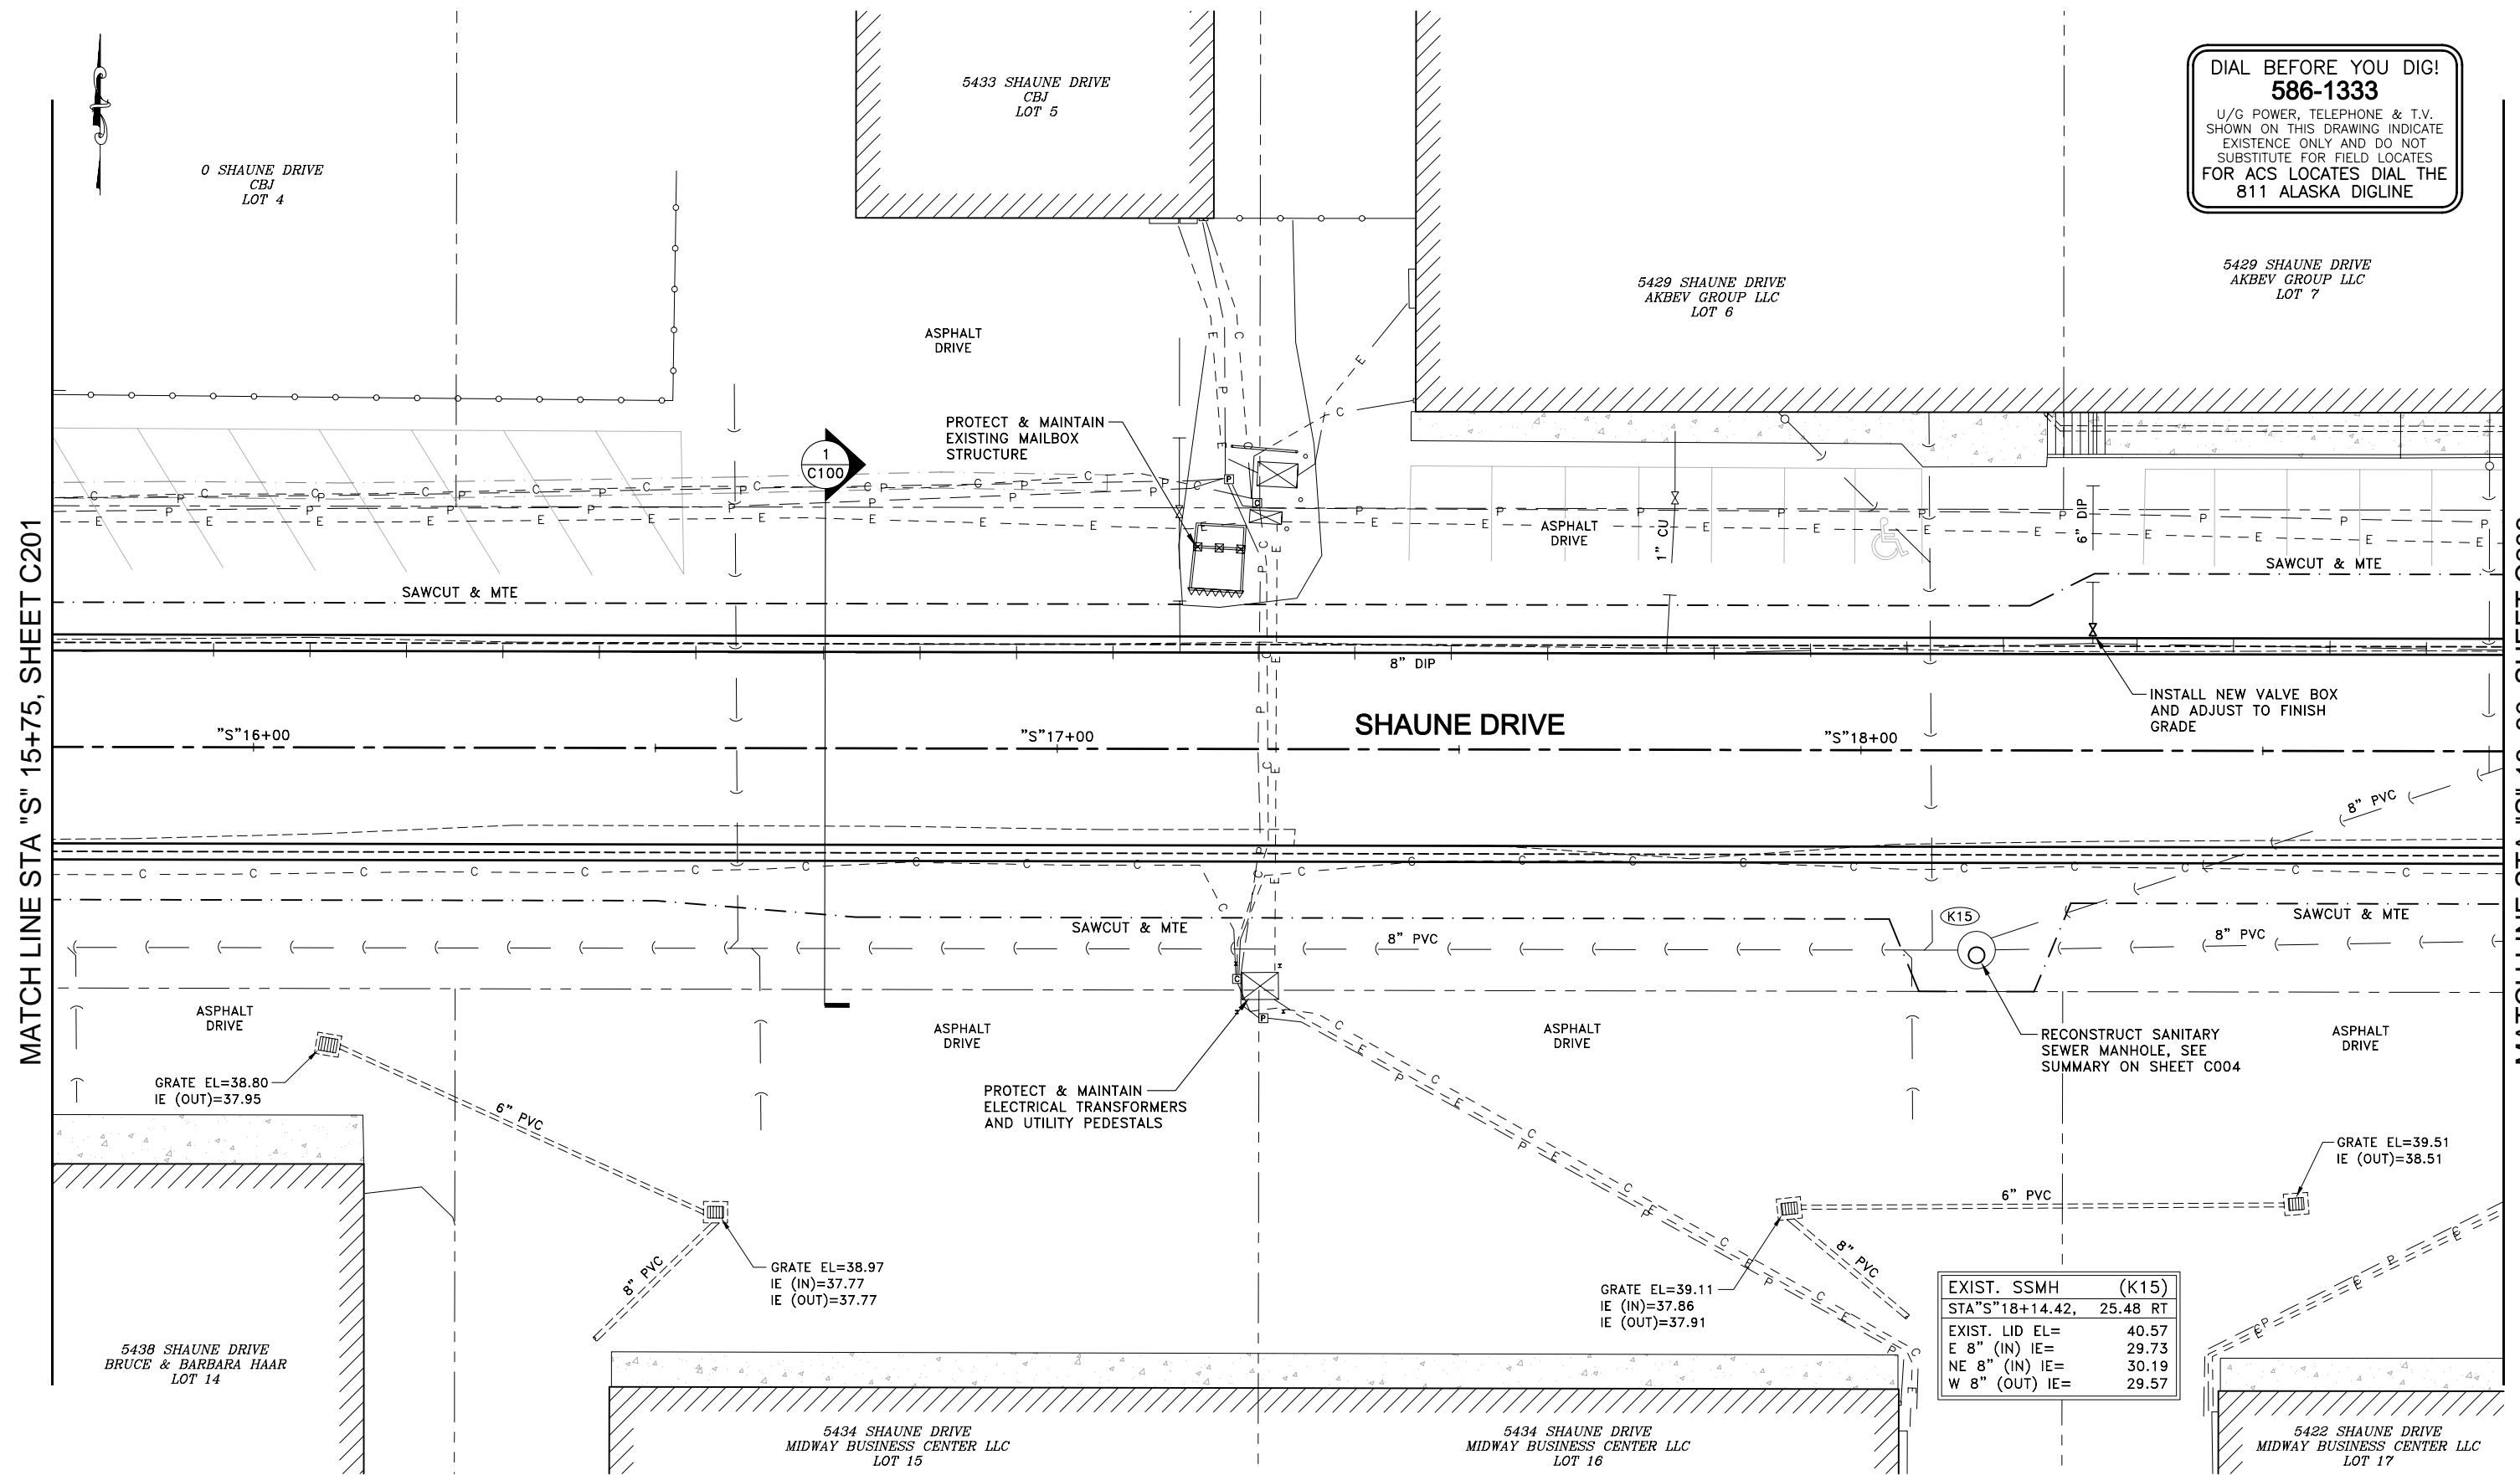 DIAL BEFORE YOU DIG!
586-1333
U/G POWER, TELEPHONE & T.V.
SHOWN ON THIS DRAWING INDICATE
EXISTENCE ONLY AND DO NOT
SUBSTITUTE FOR FIELD LOCATES
FOR ACS LOCATES DIAL THE
811 ALASKA DIGLINE
5433 SHAUNE DRIVE
CBJ
LOT 5
0 SHAUNE DRIVE
CBJ
LOT 4
5429 SHAUNE DRIVE
AKBEV GROUP LLC
LOT 6
5429 SHAUNE DRIVE
AKBEV GROUP LLC
LOT 7
ASPHALT
DRIVE
PROTECT & MAINTAIN
EXISTING MAILBOX
STRUCTURE
1
C100
ASPHALT
DRIVE
1" CU
6" DIP
SAWCUT & MTE
SAWCUT & MTE
MATCH LINE STA "S" 15+75, SHEET C201
8" DIP
INSTALL NEW VALVE BOX
AND ADJUST TO FINISH
GRADE
SHAUNE DRIVE
"S"16+00
"S"17+00
"S"18+00
8" PVC
K15
SAWCUT & MTE
SAWCUT & MTE
8" PVC
8" PVC
ASPHALT
DRIVE
ASPHALT
DRIVE
ASPHALT
DRIVE
ASPHALT
DRIVE
RECONSTRUCT SANITARY
SEWER MANHOLE, SEE
SUMMARY ON SHEET C004
GRATE EL=38.80
IE (OUT)=37.95
6" PVC
PROTECT & MAINTAIN
ELECTRICAL TRANSFORMERS
AND UTILITY PEDESTALS
GRATE EL=39.51
IE (OUT)=38.51
6" PVC
8" PVC
GRATE EL=38.97
IE (IN)=37.77
IE (OUT)=37.77
8" PVC
GRATE EL=39.11
IE (IN)=37.86
IE (OUT)=37.91
EXIST. SSMH (K15)
STA"S"18+14.42, 25.48 RT
EXIST. LID EL= 40.57
E 8" (IN) IE= 29.73
NE 8" (IN) IE= 30.19
W 8" (OUT) IE= 29.57
5438 SHAUNE DRIVE
BRUCE & BARBARA HAAR
LOT 14
5434 SHAUNE DRIVE
MIDWAY BUSINESS CENTER LLC
LOT 15
5434 SHAUNE DRIVE
MIDWAY BUSINESS CENTER LLC
LOT 16
5422 SHAUNE DRIVE
MIDWAY BUSINESS CENTER LLC
LOT 17